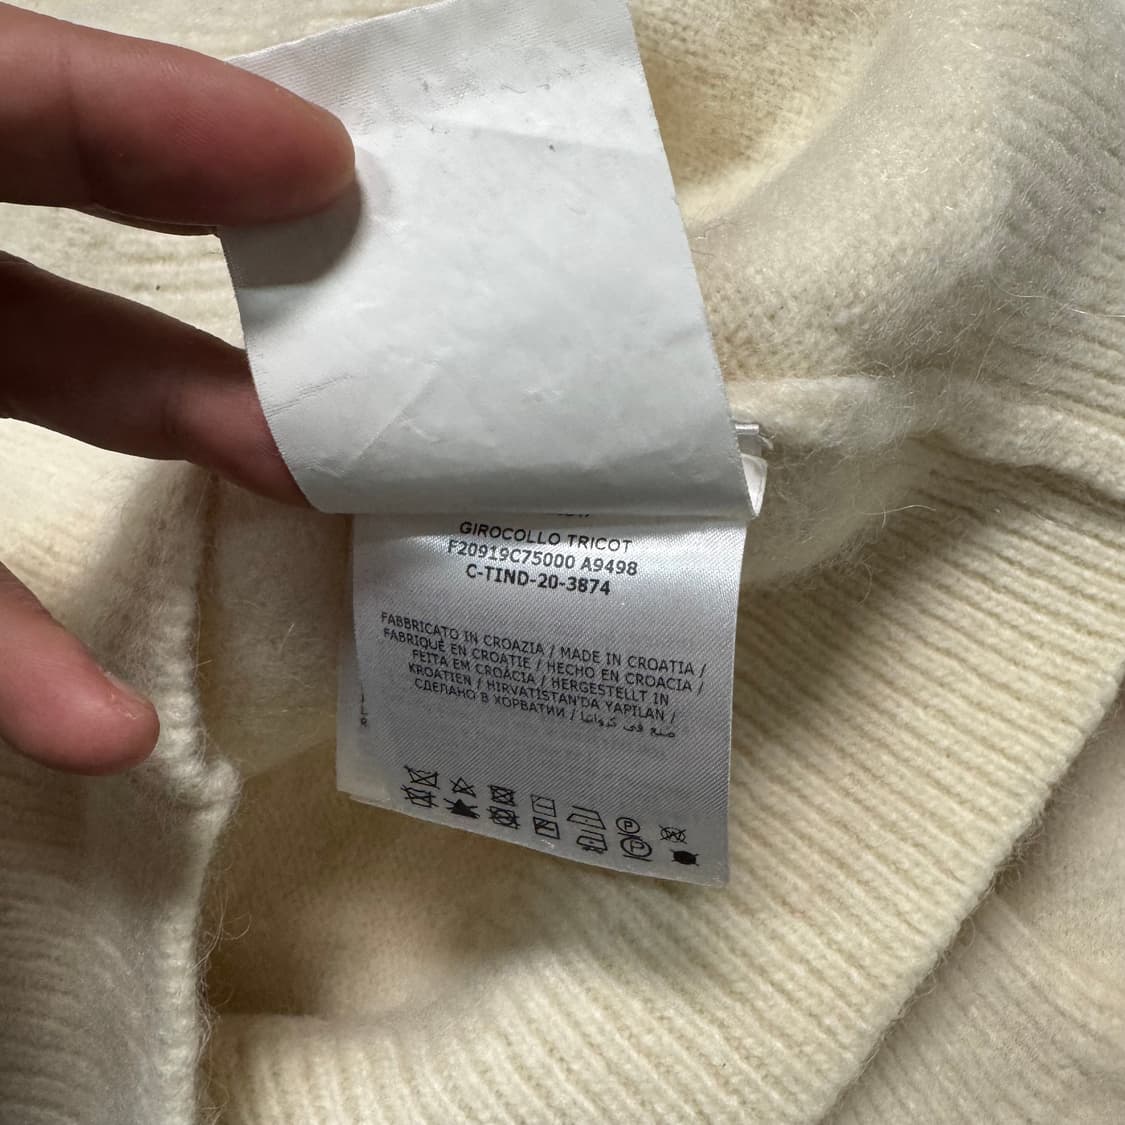 GIROCOLLO TRICOT
F20919C75000 A9498
C-TIND-20-3874
FABBRICATO IN CROAZIA / MADE IN CROATIA /
FABRIQUÉ EN CROATIE / HECHO EN CROACIA /
FEITA EM CROÁCIA / HERGESTELLT IN
KROATIEN / HIRVATISTAN'DA YAPILAN /
СДЕЛАНО В ХОРВАТИИ / صنع في كرواتيا
P
W
P